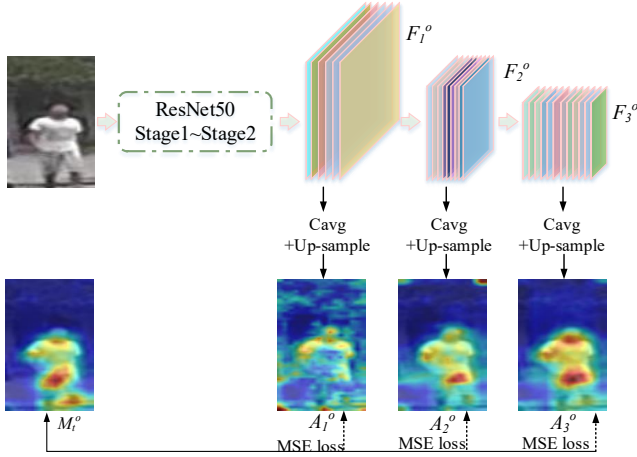 F₁ᵒ
F₂ᵒ
F₃ᵒ
ResNet50
Stage1~Stage2
Cavg
+Up-sample
Cavg
+Up-sample
Cavg
+Up-sample
Mₜᵒ
A₁ᵒ
A₂ᵒ
A₃ᵒ
MSE loss
MSE loss
MSE loss